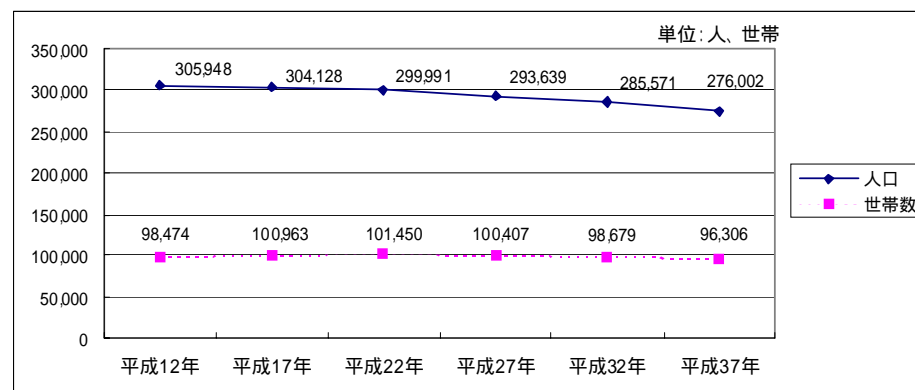 単位:人、世帯
350,000
300,000
250,000
200,000
150,000
100,000
50,000
0
305,948 304,128 299,991 293,639 285,571 276,002
98,474 100,963 101,450 100,407 98,679 96,306
平成12年 平成17年 平成22年 平成27年 平成32年 平成37年
人口
世帯数